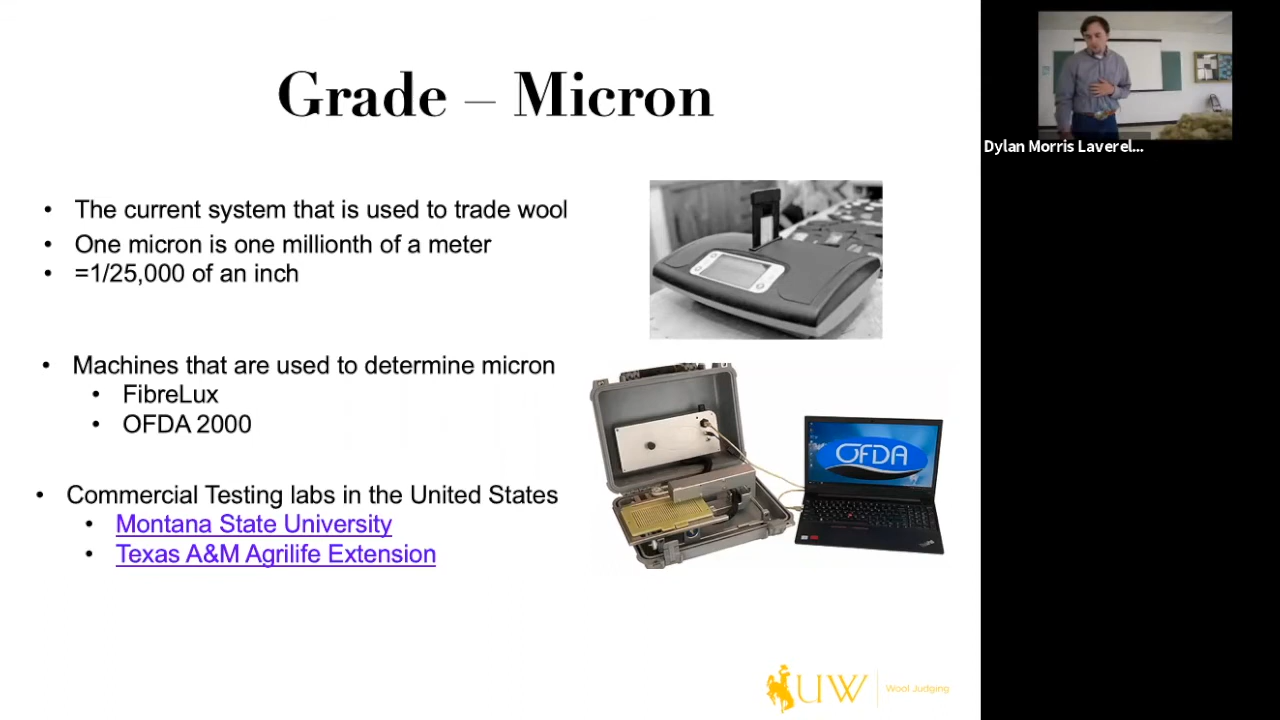 Grade – Micron
• The current system that is used to trade wool
• One micron is one millionth of a meter
• =1/25,000 of an inch
• Machines that are used to determine micron
• FibreLux
• OFDA 2000
• Commercial Testing labs in the United States
• Montana State University
• Texas A&M Agrilife Extension
OFDA
UW Wool Judging
Dylan Morris Laverel...